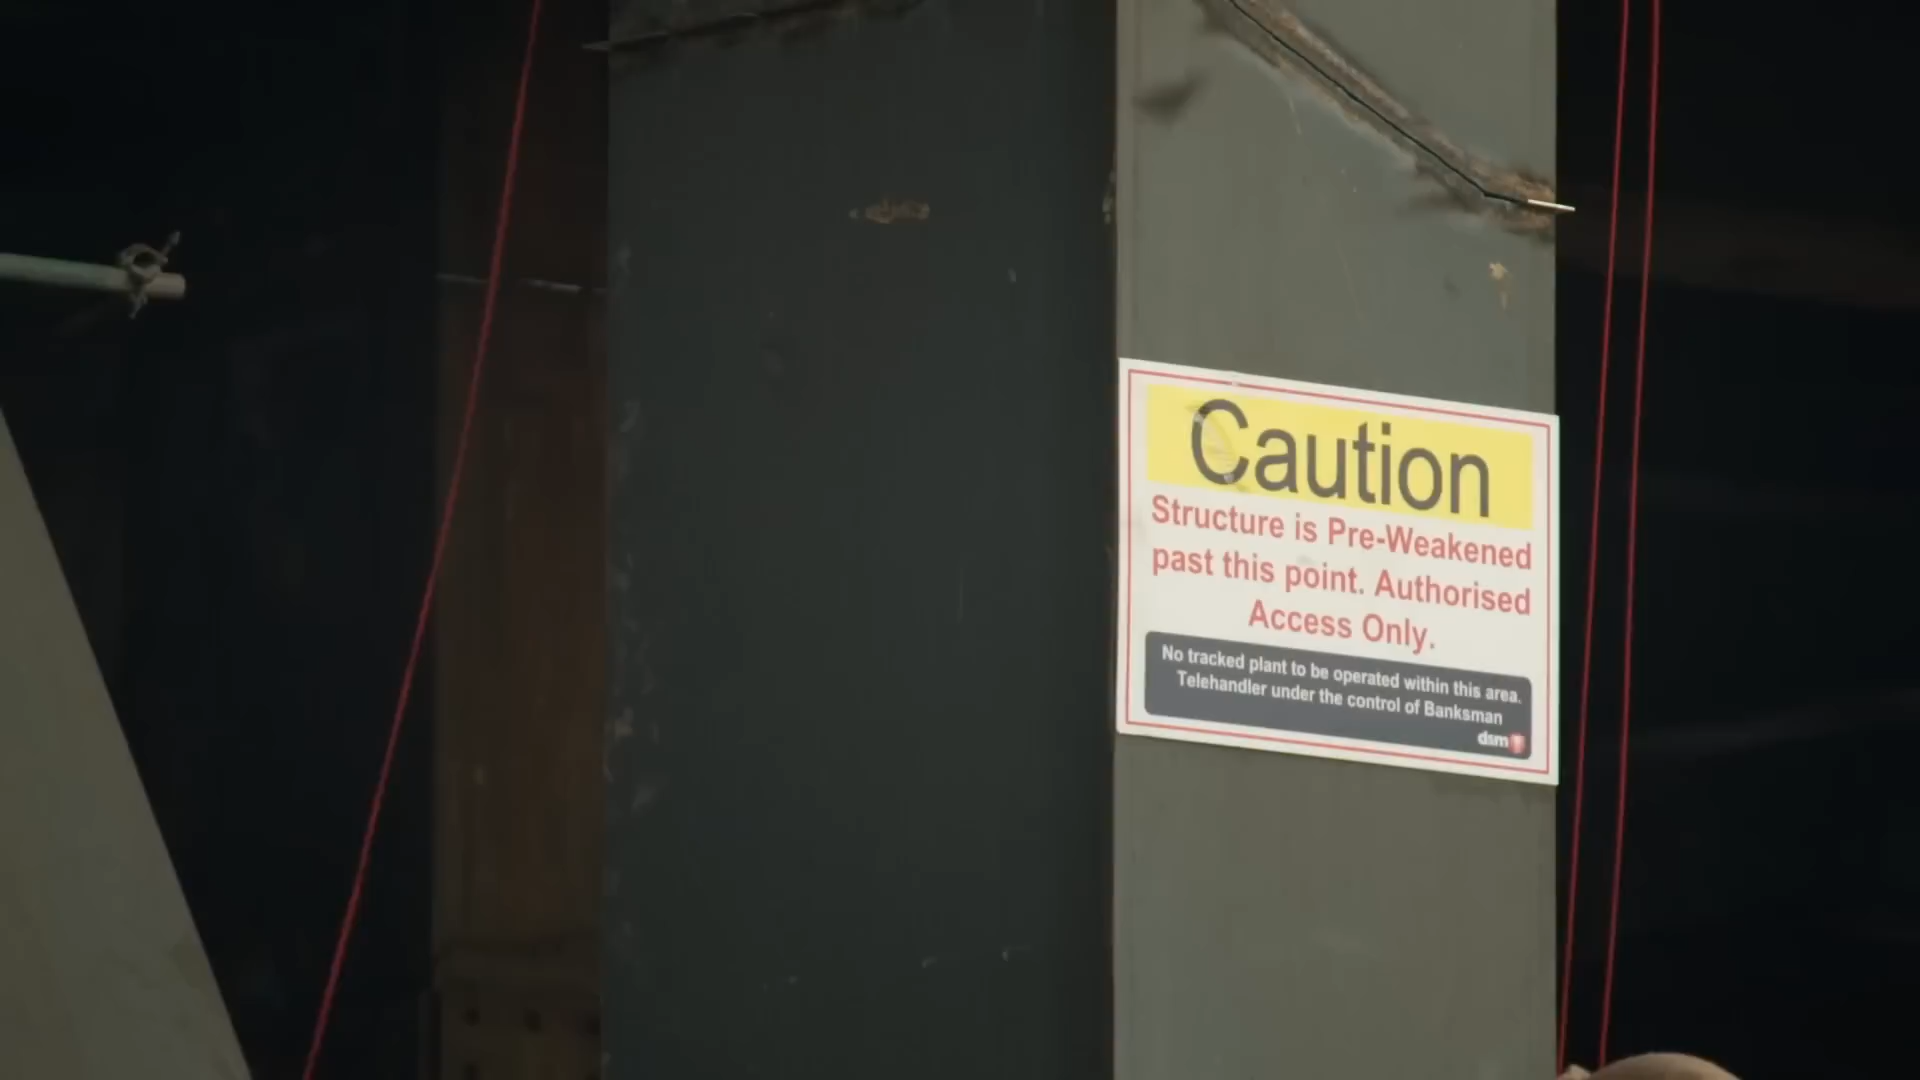 Caution
Structure is Pre-Weakened
past this point. Authorised
Access Only.
No tracked plant to be operated within this area.
Telehandler under the control of Banksman
dsm